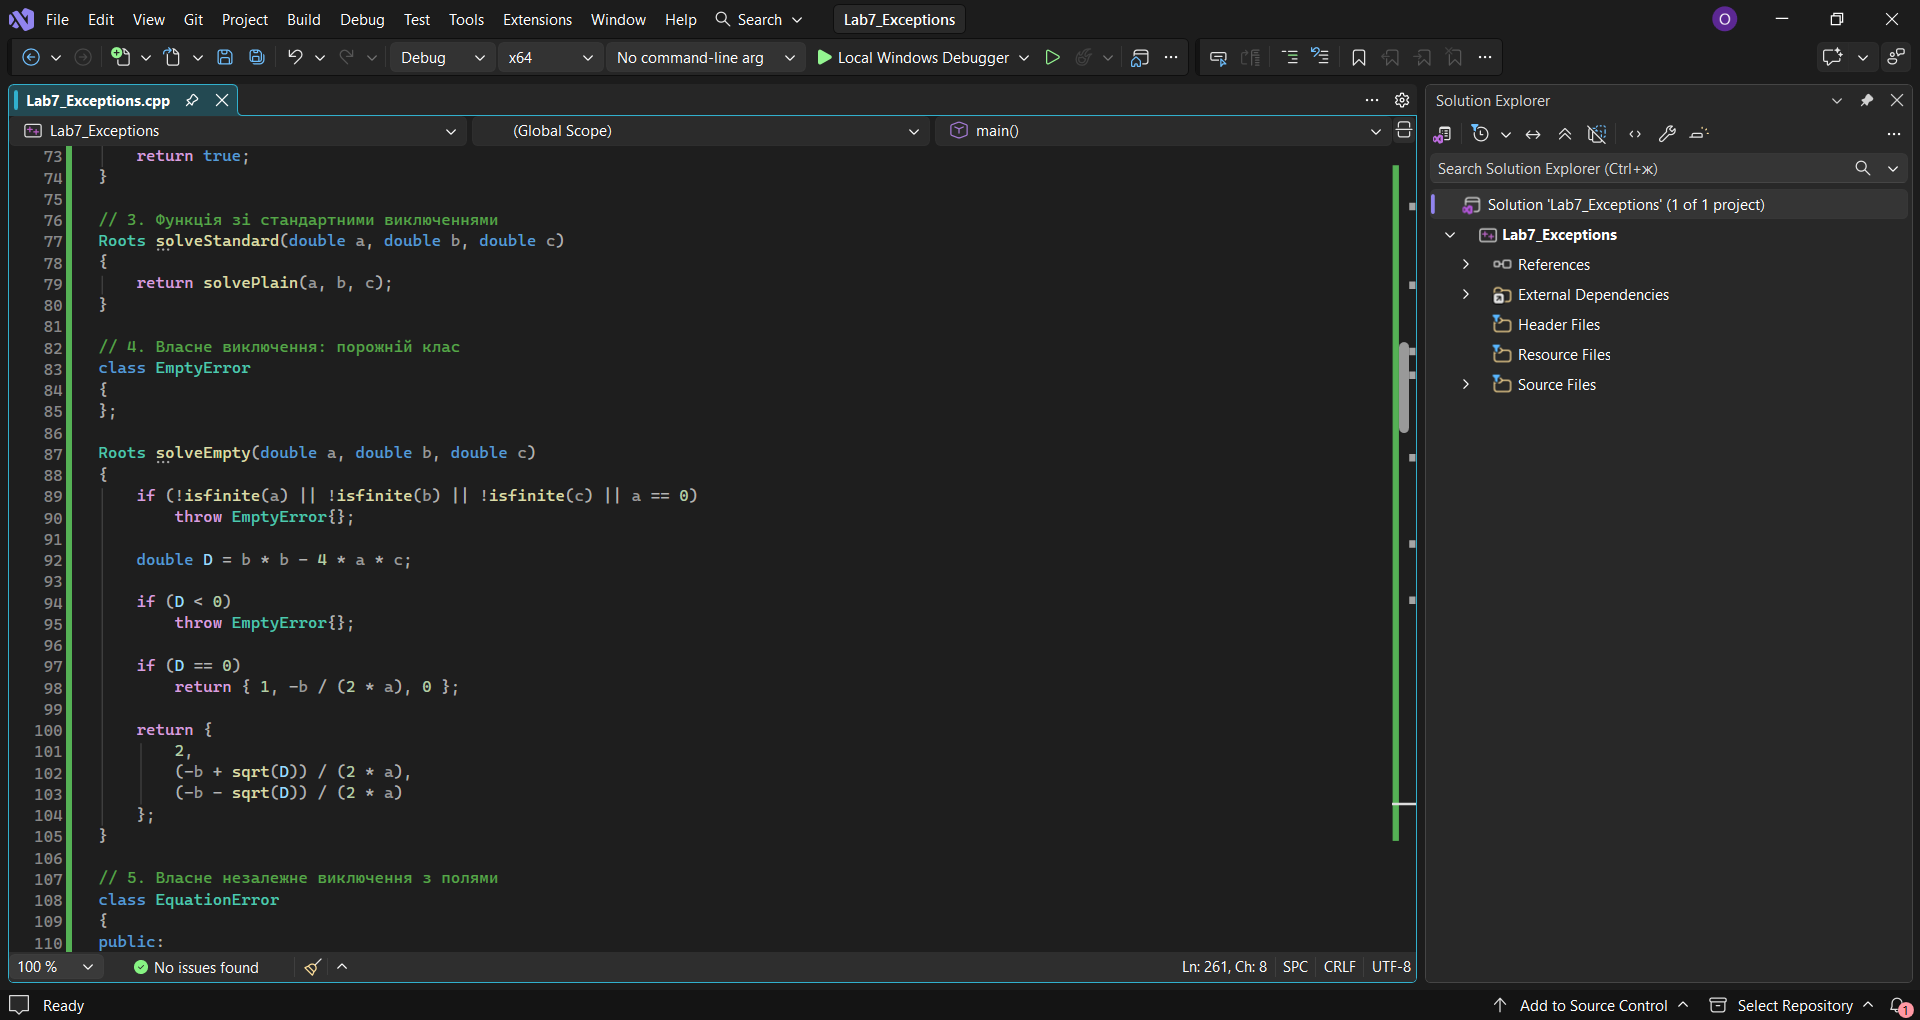 File Edit View Git Project Build Debug Test Tools Extensions Window Help Search Lab7_Exceptions O
Debug x64 No command-line arg Local Windows Debugger
Lab7_Exceptions.cpp
Lab7_Exceptions (Global Scope) main()
73 return true;
74 }
75
76 // 3. Функція зі стандартними виключеннями
77 Roots solveStandard(double a, double b, double c)
78 {
79 return solvePlain(a, b, c);
80 }
81
82 // 4. Власне виключення: порожній клас
83 class EmptyError
84 {
85 };
86
87 Roots solveEmpty(double a, double b, double c)
88 {
89 if (!isfinite(a) || !isfinite(b) || !isfinite(c) || a == 0)
90 throw EmptyError{};
91
92 double D = b * b - 4 * a * c;
93
94 if (D < 0)
95 throw EmptyError{};
96
97 if (D == 0)
98 return { 1, -b / (2 * a), 0 };
99
100 return {
101 2,
102 (-b + sqrt(D)) / (2 * a),
103 (-b - sqrt(D)) / (2 * a)
104 };
105 }
106
107 // 5. Власне незалежне виключення з полями
108 class EquationError
109 {
110 public:
100 % No issues found Ln: 261, Ch: 8 SPC CRLF UTF-8
Solution Explorer
Search Solution Explorer (Ctrl+ж)
Solution 'Lab7_Exceptions' (1 of 1 project)
Lab7_Exceptions
References
External Dependencies
Header Files
Resource Files
Source Files
Ready Add to Source Control Select Repository 1